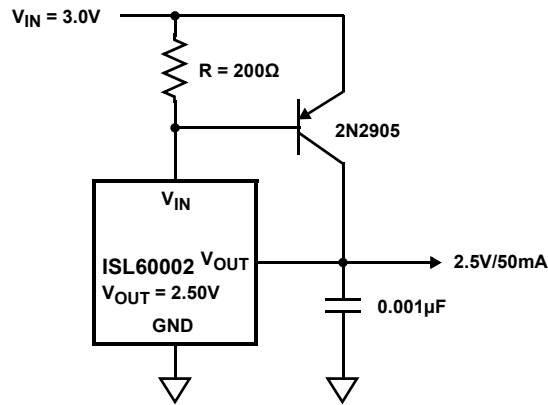 V_IN = 3.0V
R = 200Ω
2N2905
V_IN
ISL60002 V_OUT
V_OUT = 2.50V
GND
2.5V/50mA
0.001µF